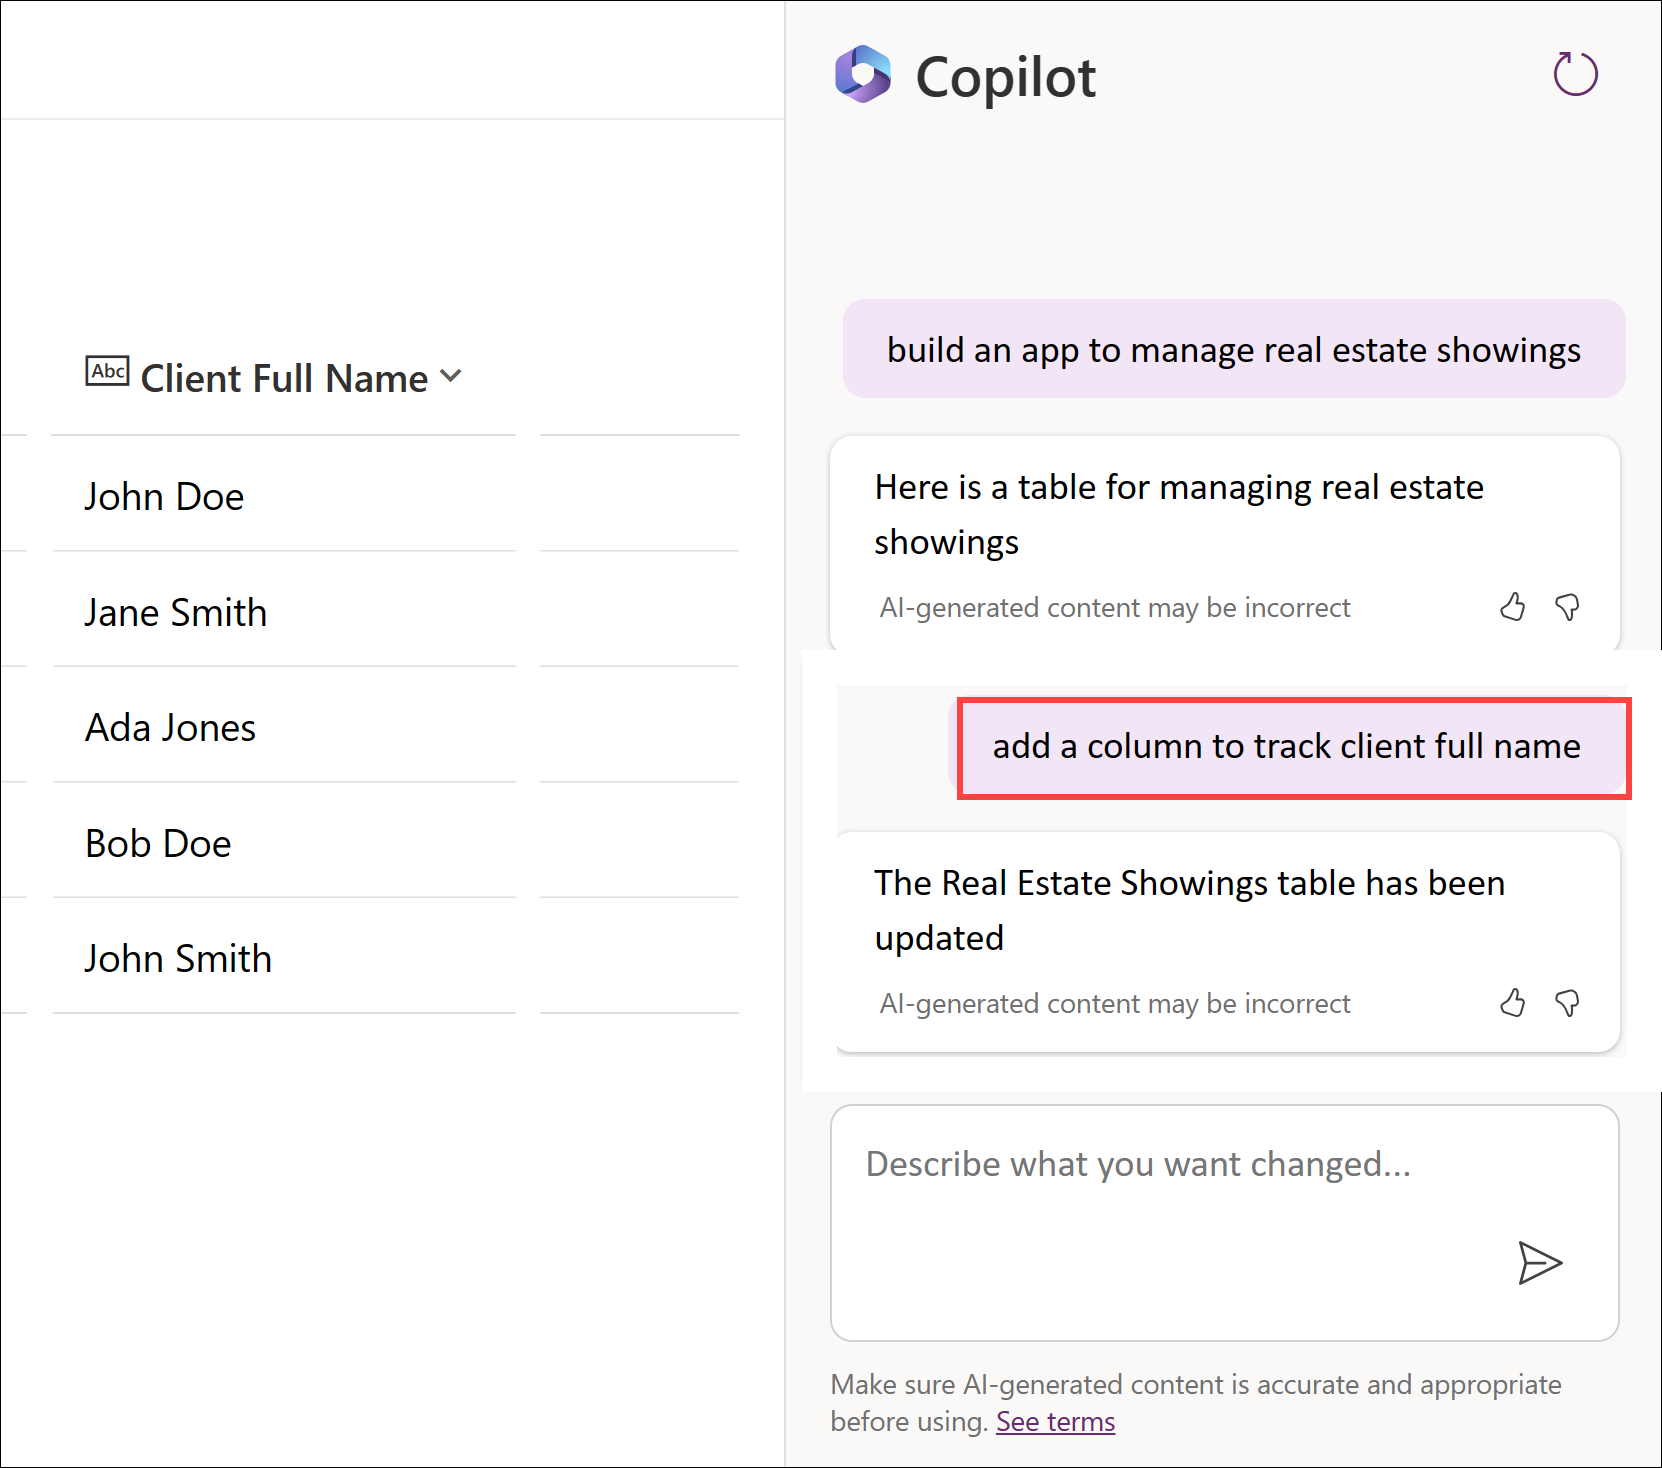 Abc Client Full Name
John Doe
Jane Smith
Ada Jones
Bob Doe
John Smith
Copilot
build an app to manage real estate showings
Here is a table for managing real estate
showings
AI-generated content may be incorrect
add a column to track client full name
The Real Estate Showings table has been
updated
AI-generated content may be incorrect
Describe what you want changed...
Make sure AI-generated content is accurate and appropriate
before using. See terms